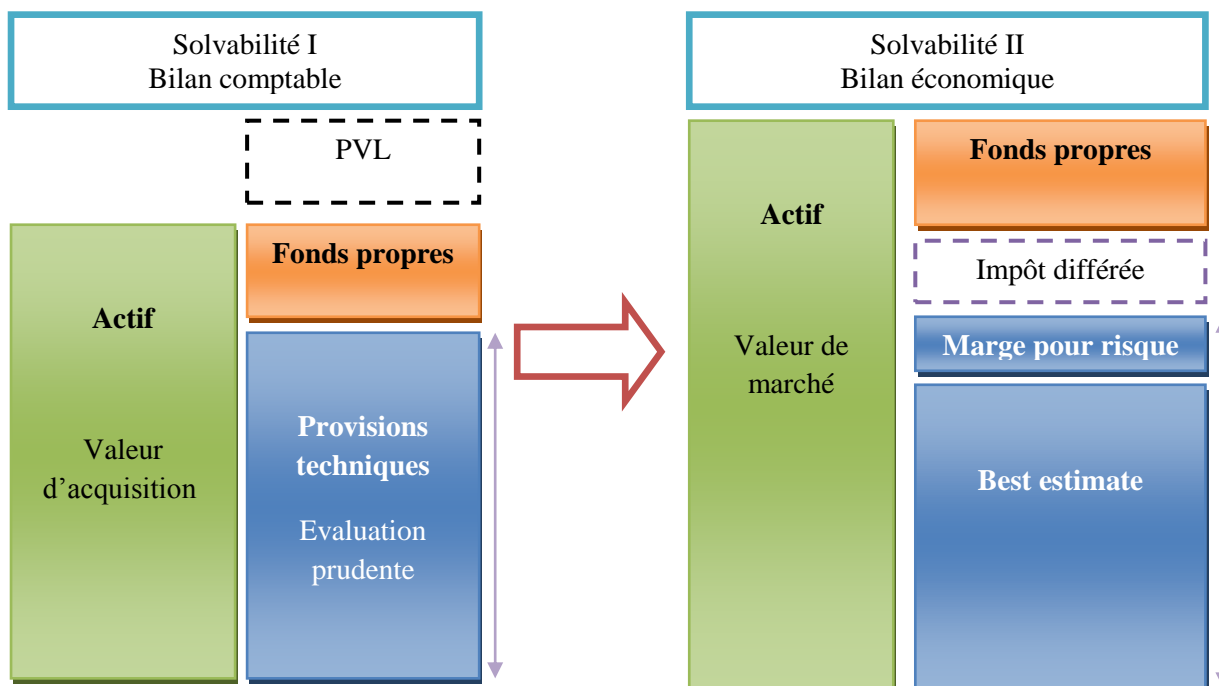 Solvabilité I
Bilan comptable
PVL
Actif
Valeur
d’acquisition
Fonds propres
Provisions
techniques
Evaluation
prudente
Solvabilité II
Bilan économique
Actif
Valeur de
marché
Fonds propres
Impôt différée
Marge pour risque
Best estimate